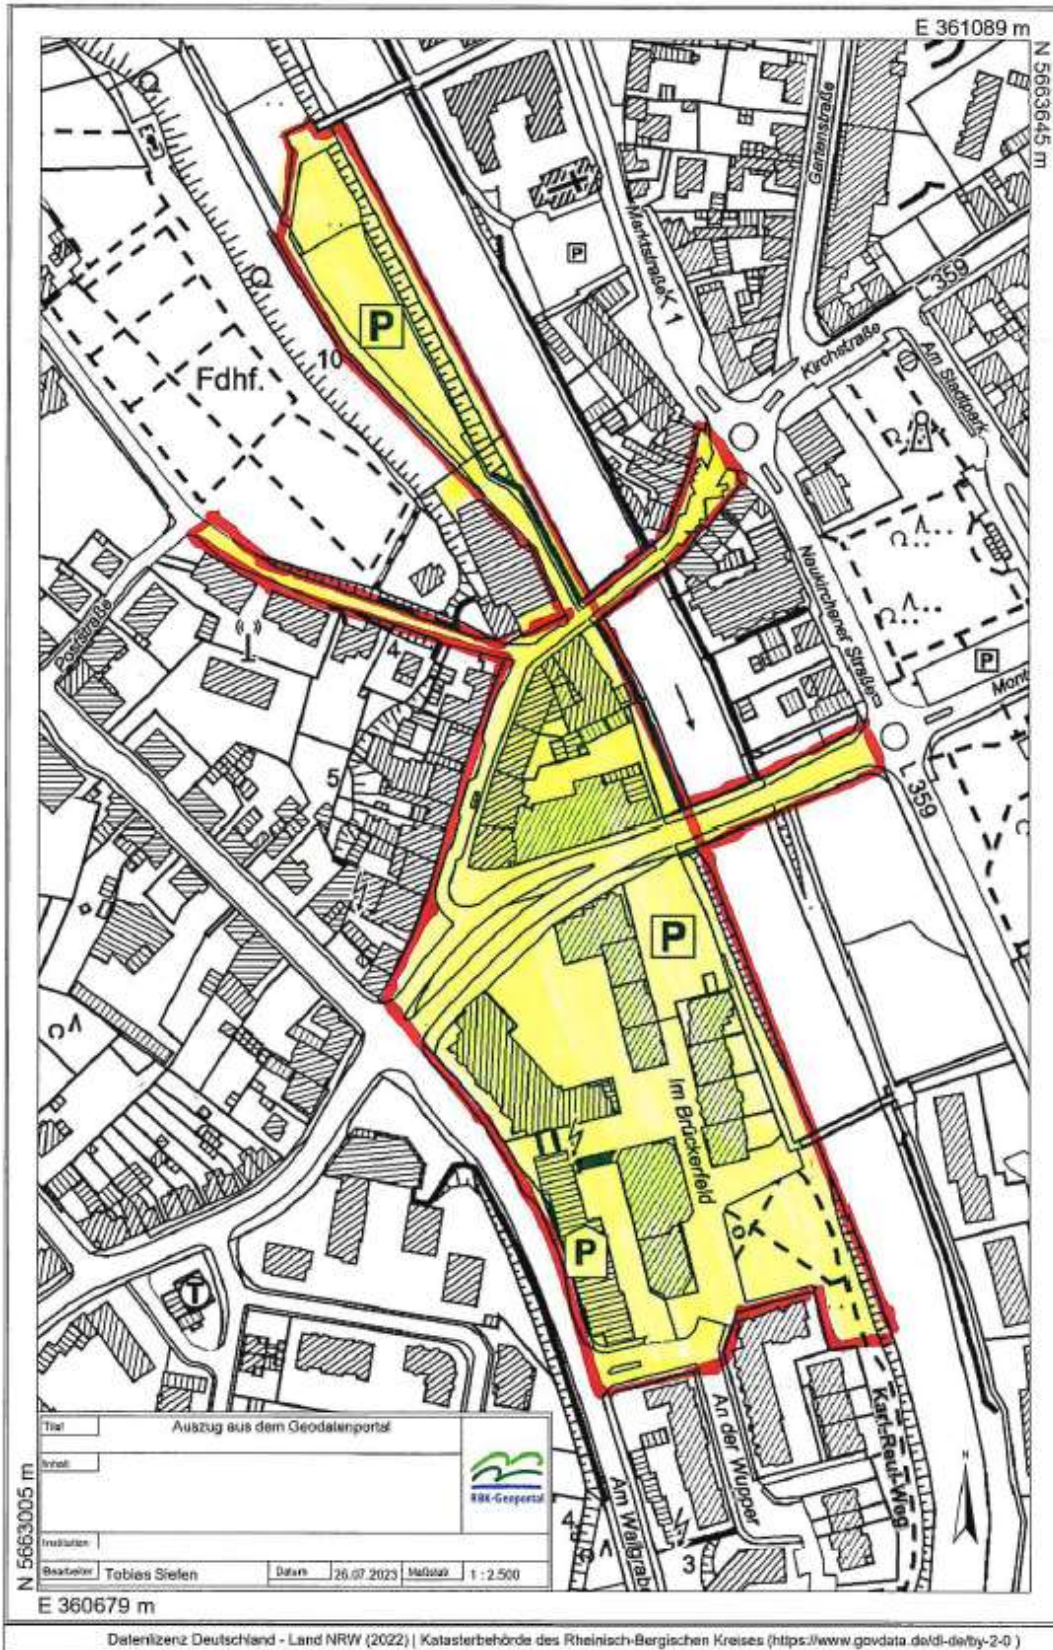 E 361089 m
N 5663645 m
Gartenstraße
Marktstraße
K 1
P
359
Kirchstraße
Am Stadtpark
P
10
Fdhf.
Neukirchener Straße
P
Mont
Poststraße
4
5
L 359
P
Im Brückerfeld
P
T
Karl-Reul-Weg
An der Wupper
Am Wallgrabe
4
3
N
Titel
Auszug aus dem Geodatenportal
Inhalt
RBK-Geoportal
Institution
Bearbeiter Tobias Siefen Datum 26.07.2023 Maßstab 1 : 2.500
N 5663005 m
E 360679 m
Datenlizenz Deutschland - Land NRW (2022) | Katasterbehörde des Rheinisch-Bergischen Kreises (https://www.govdata.de/dl-de/by-2-0 )